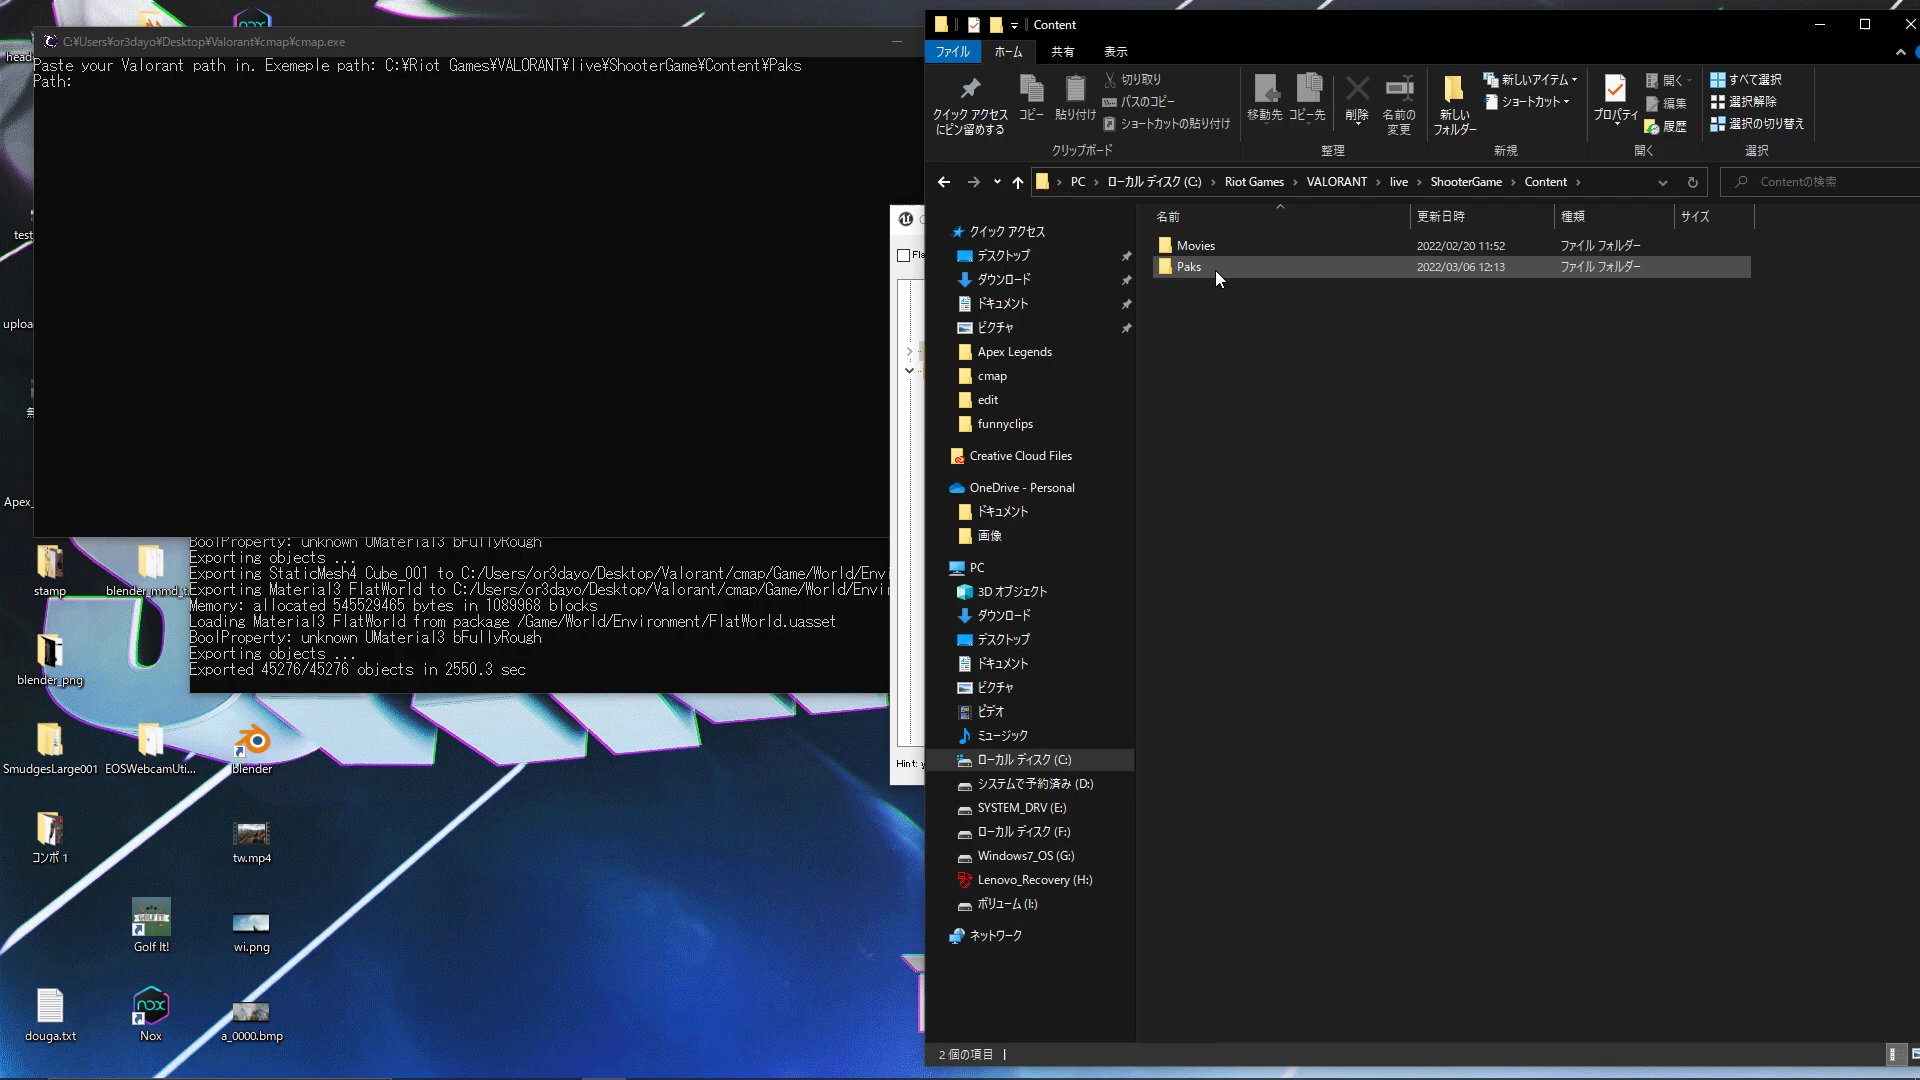 C:¥Users¥or3dayo¥Desktop¥Valorant¥cmap¥cmap.exe
Paste your Valorant path in. Exemeple path: C:¥Riot Games¥VALORANT¥live¥ShooterGame¥Content¥Paks
Path:
BoolProperty: unknown UMaterial3 bFullyRough
Exporting objects ...
Exporting StaticMesh4 Cube_001 to C:/Users/or3dayo/Desktop/Valorant/cmap/Game/World/Envi
Exporting Material3 FlatWorld to C:/Users/or3dayo/Desktop/Valorant/cmap/Game/World/Envir
Memory: allocated 545529465 bytes in 1089968 blocks
Loading Material3 FlatWorld from package /Game/World/Environment/FlatWorld.uasset
BoolProperty: unknown UMaterial3 bFullyRough
Exporting objects ...
Exported 45276/45276 objects in 2550.3 sec
head
test
uploa
無
Apex_
stamp
blender_mmd_t...
blender_png
SmudgesLarge001
EOSWebcamUti...
blender
コンポ 1
tw.mp4
Golf It!
wi.png
douga.txt
nox
Nox
a_0000.bmp
Fla
Hint: y
Content
ファイル
ホーム
共有
表示
クイック アクセス
にピン留めする
コピー
貼り付け
切り取り
パスのコピー
ショートカットの貼り付け
クリップボード
移動先
コピー先
削除
名前の
変更
整理
新しい
フォルダー
新しいアイテム
ショートカット
新規
プロパティ
開く
編集
履歴
開く
すべて選択
選択解除
選択の切り替え
選択
PC
ローカル ディスク (C:)
Riot Games
VALORANT
live
ShooterGame
Content
Contentの検索
名前
更新日時
種類
サイズ
Movies
2022/02/20 11:52
ファイル フォルダー
Paks
2022/03/06 12:13
ファイル フォルダー
クイック アクセス
デスクトップ
ダウンロード
ドキュメント
ピクチャ
Apex Legends
cmap
edit
funnyclips
Creative Cloud Files
OneDrive - Personal
ドキュメント
画像
PC
3D オブジェクト
ダウンロード
デスクトップ
ドキュメント
ピクチャ
ビデオ
ミュージック
ローカル ディスク (C:)
システムで予約済み (D:)
SYSTEM_DRV (E:)
ローカル ディスク (F:)
Windows7_OS (G:)
Lenovo_Recovery (H:)
ボリューム (I:)
ネットワーク
2 個の項目